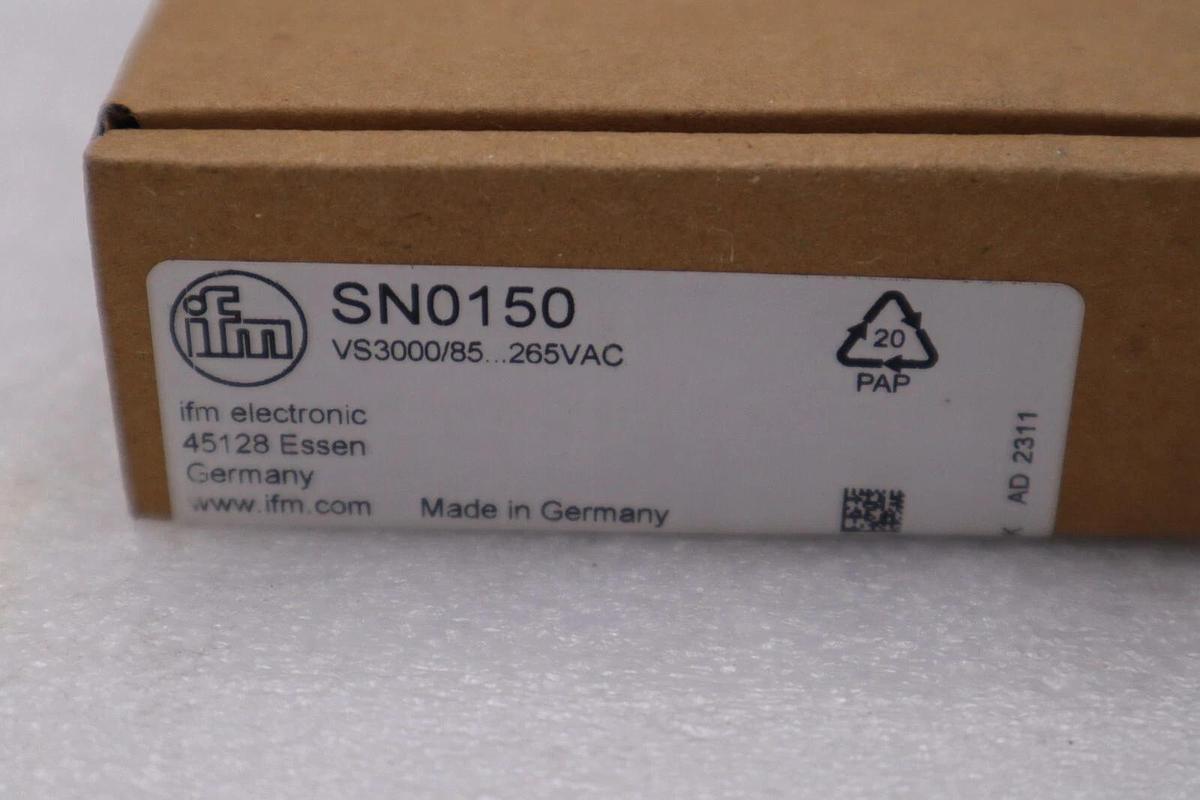 ifm
SN0150
VS3000/85...265VAC
20
PAP
ifm electronic
45128 Essen
Germany
www.ifm.com
Made in Germany
AD 2311